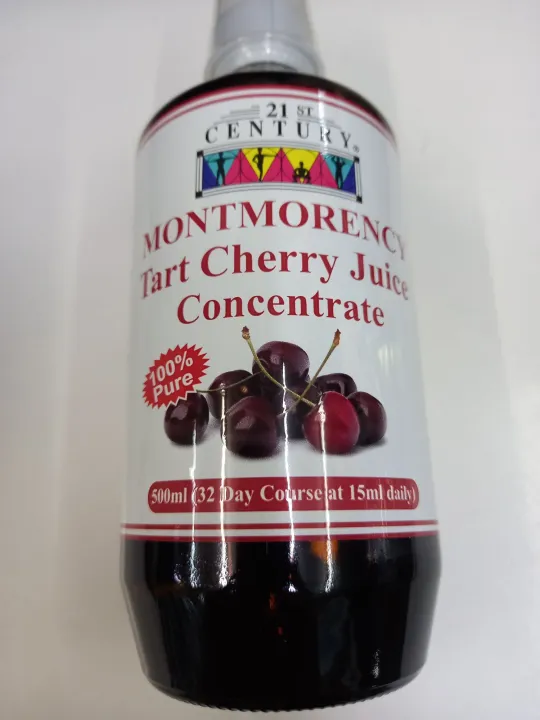 21 ST
CENTURY®
MONTMORENCY
Tart Cherry Juice
Concentrate
100%
Pure
500ml (32 Day Course at 15ml daily)